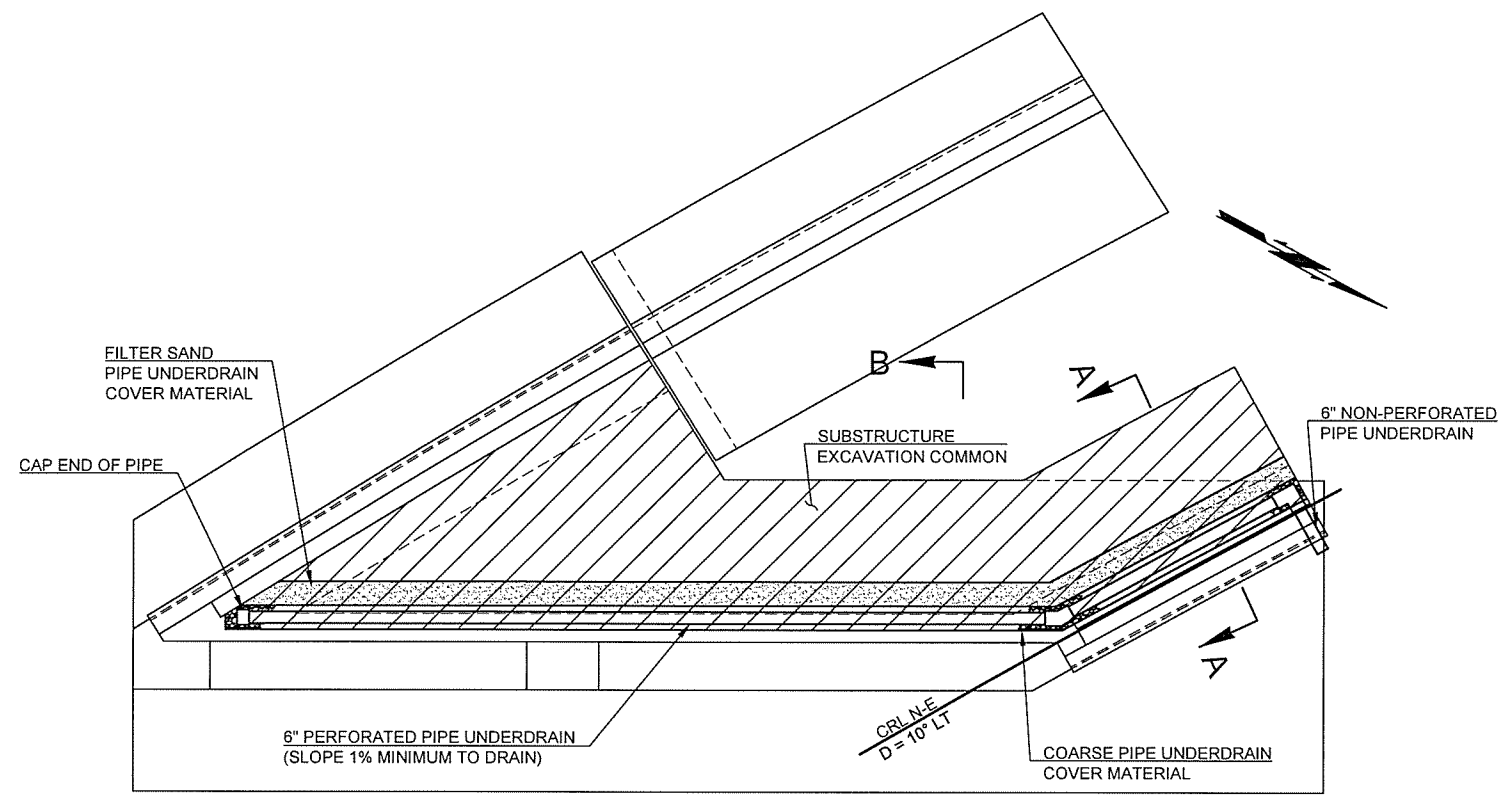 FILTER SAND
PIPE UNDERDRAIN
COVER MATERIAL
CAP END OF PIPE
B
A
6" NON-PERFORATED
PIPE UNDERDRAIN
SUBSTRUCTURE
EXCAVATION COMMON
A
6" PERFORATED PIPE UNDERDRAIN
(SLOPE 1% MINIMUM TO DRAIN)
CRL N-E
D = 10° LT
COARSE PIPE UNDERDRAIN
COVER MATERIAL